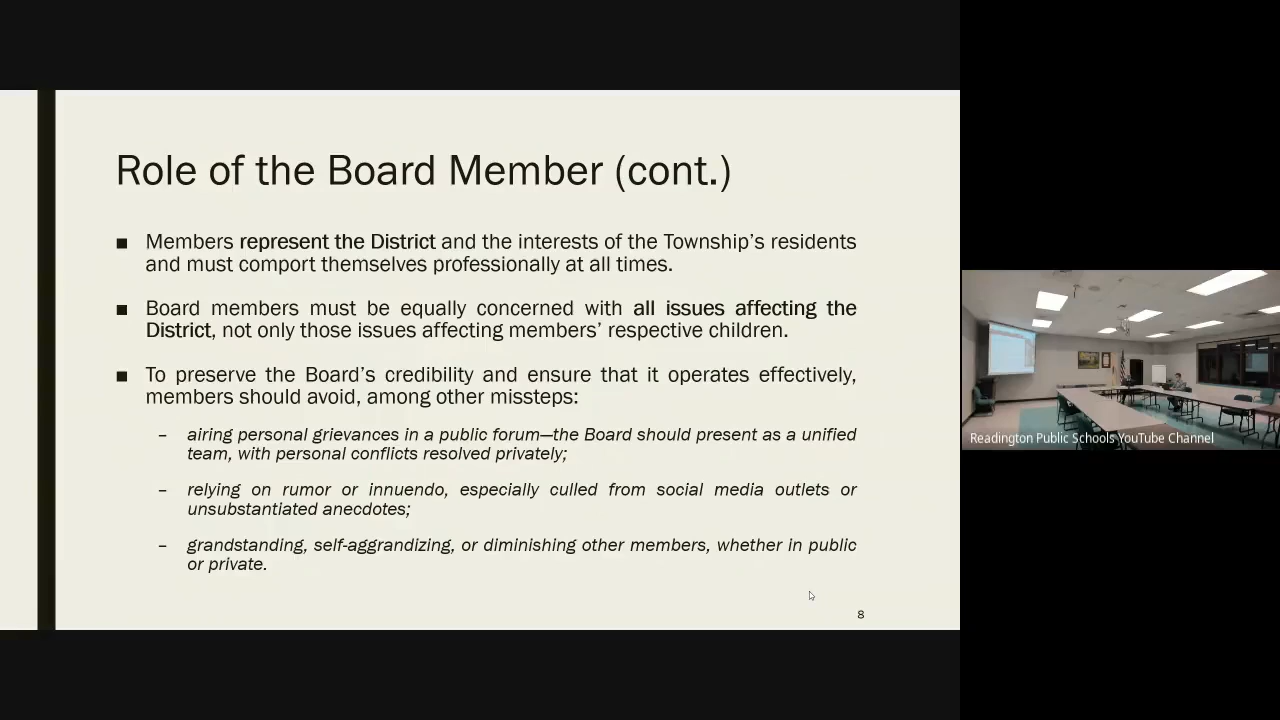 Role of the Board Member (cont.)
■ Members represent the District and the interests of the Township's residents
and must comport themselves professionally at all times.
■ Board members must be equally concerned with all issues affecting the
District, not only those issues affecting members' respective children.
■ To preserve the Board's credibility and ensure that it operates effectively,
members should avoid, among other missteps:
– airing personal grievances in a public forum—the Board should present as a unified
team, with personal conflicts resolved privately;
– relying on rumor or innuendo, especially culled from social media outlets or
unsubstantiated anecdotes;
– grandstanding, self-aggrandizing, or diminishing other members, whether in public
or private.
8
Readington Public Schools YouTube Channel